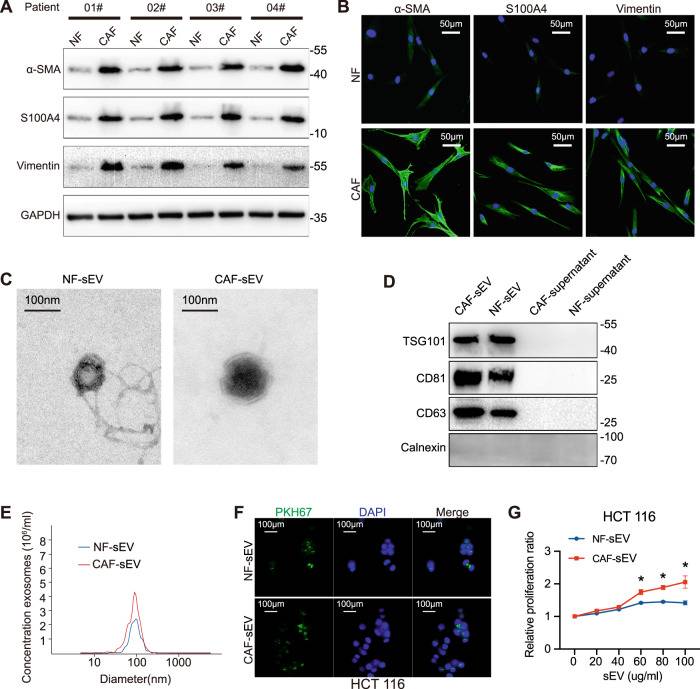 A
Patient 01# 02# 03# 04#
NF CAF NF CAF NF CAF NF CAF
α-SMA
-55
-40
S100A4
-10
Vimentin
-55
GAPDH
-35
B
α-SMA S100A4 Vimentin
NF
50μm 50μm 50μm
CAF
50μm 50μm 50μm
C
NF-sEV CAF-sEV
100nm 100nm
D
CAF-sEV NF-sEV CAF-supernatant NF-supernatant
TSG101
-55
-40
CD81
-25
CD63
-25
Calnexin
-100
-70
E
Concentration exosomes (10⁶/ml)
8
7
6
5
4
3
2
1
NF-sEV
CAF-sEV
10 100 1000
Diameter(nm)
F
PKH67 DAPI Merge
NF-sEV
100μm 100μm 100μm
CAF-sEV
100μm 100μm 100μm
HCT 116
G
HCT 116
NF-sEV
CAF-sEV
Relative proliferation ratio
3
2
1
0
* * *
0 20 40 60 80 100
sEV (ug/ml)